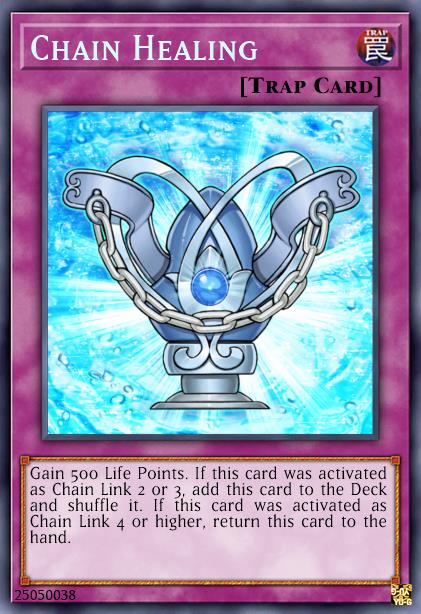 Chain Healing
TRAP
罠
[Trap Card]
Gain 500 Life Points. If this card was activated
as Chain Link 2 or 3, add this card to the Deck
and shuffle it. If this card was activated as
Chain Link 4 or higher, return this card to the
hand.
25050038